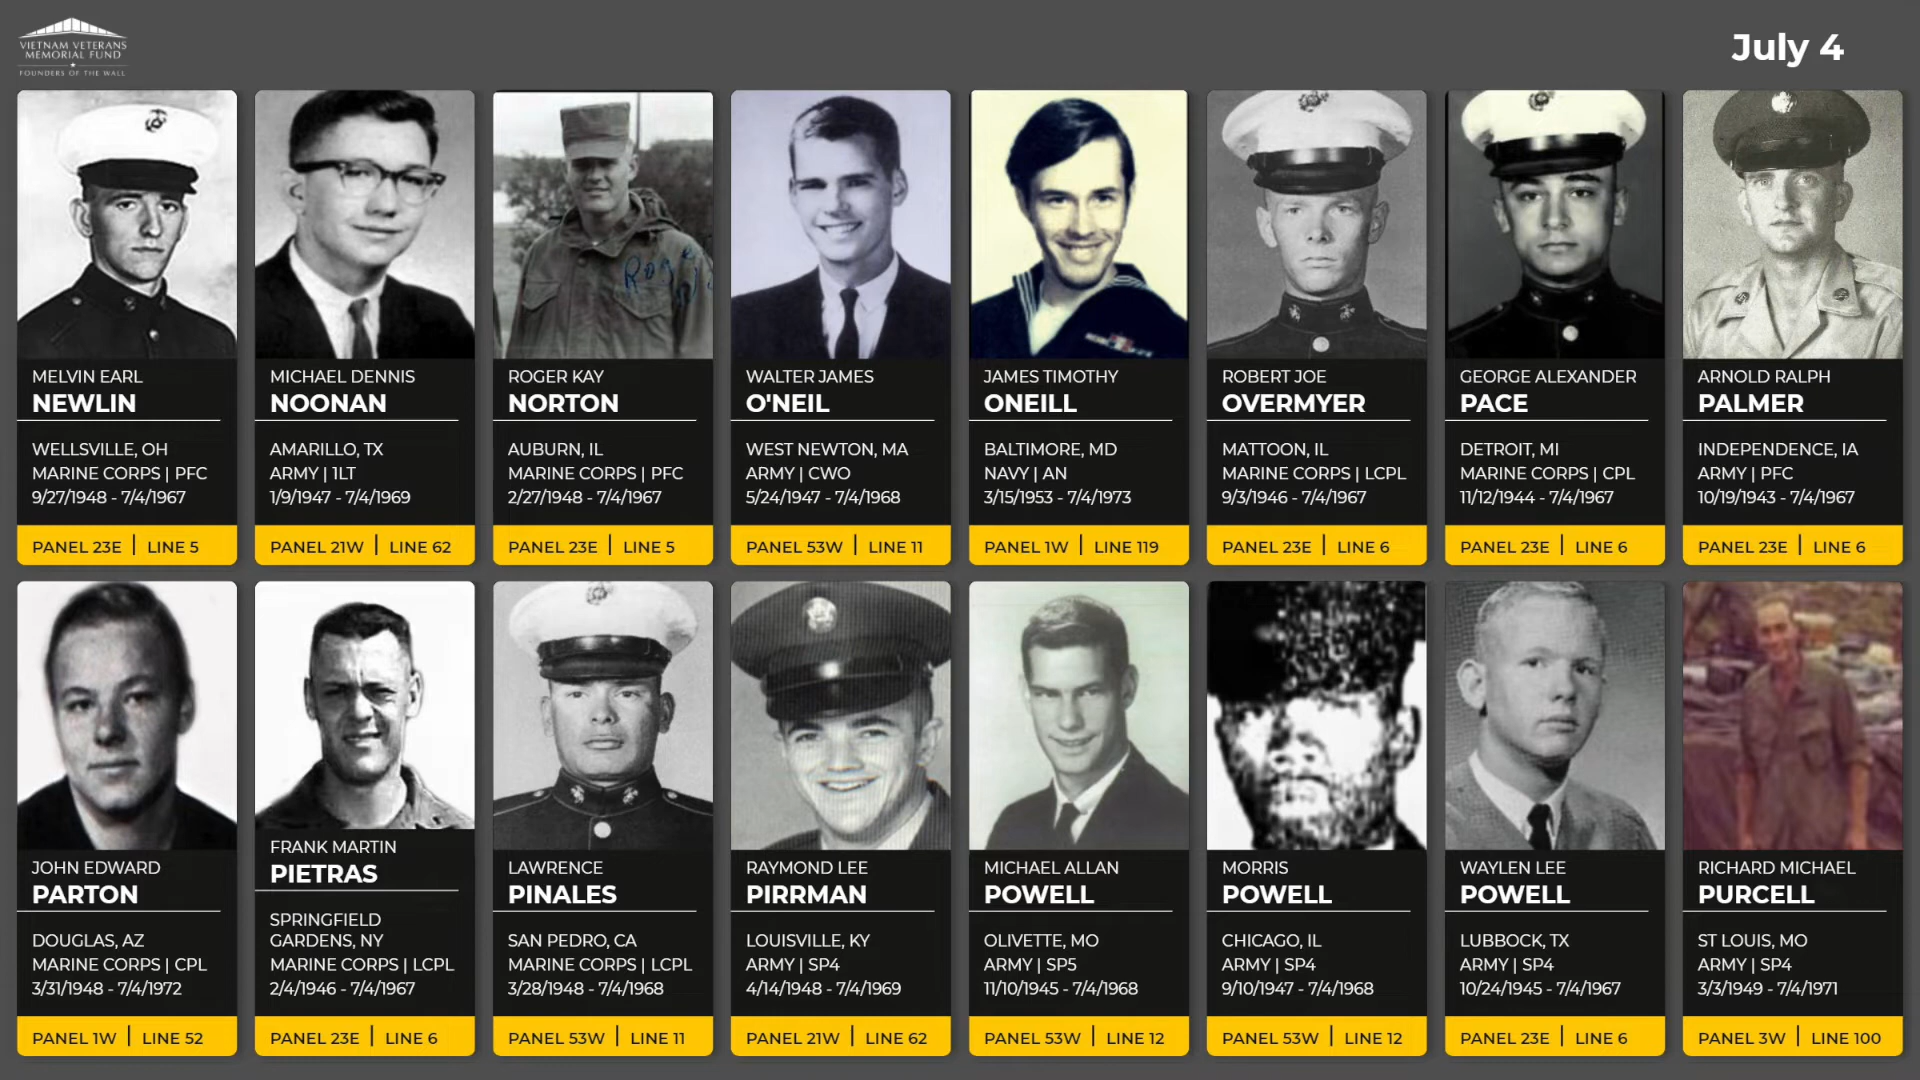 VIETNAM VETERANS
MEMORIAL FUND
FOUNDERS OF THE WALL
July 4
MELVIN EARL
NEWLIN
WELLSVILLE, OH
MARINE CORPS | PFC
9/27/1948 - 7/4/1967
PANEL 23E | LINE 5
MICHAEL DENNIS
NOONAN
AMARILLO, TX
ARMY | 1LT
1/9/1947 - 7/4/1969
PANEL 21W | LINE 62
Roge
ROGER KAY
NORTON
AUBURN, IL
MARINE CORPS | PFC
2/27/1948 - 7/4/1967
PANEL 23E | LINE 5
WALTER JAMES
O'NEIL
WEST NEWTON, MA
ARMY | CWO
5/24/1947 - 7/4/1968
PANEL 53W | LINE 11
JAMES TIMOTHY
ONEILL
BALTIMORE, MD
NAVY | AN
3/15/1953 - 7/4/1973
PANEL 1W | LINE 119
ROBERT JOE
OVERMYER
MATTOON, IL
MARINE CORPS | LCPL
9/3/1946 - 7/4/1967
PANEL 23E | LINE 6
GEORGE ALEXANDER
PACE
DETROIT, MI
MARINE CORPS | CPL
11/12/1944 - 7/4/1967
PANEL 23E | LINE 6
ARNOLD RALPH
PALMER
INDEPENDENCE, IA
ARMY | PFC
10/19/1943 - 7/4/1967
PANEL 23E | LINE 6
JOHN EDWARD
PARTON
DOUGLAS, AZ
MARINE CORPS | CPL
3/31/1948 - 7/4/1972
PANEL 1W | LINE 52
FRANK MARTIN
PIETRAS
SPRINGFIELD
GARDENS, NY
MARINE CORPS | LCPL
2/4/1946 - 7/4/1967
PANEL 23E | LINE 6
LAWRENCE
PINALES
SAN PEDRO, CA
MARINE CORPS | LCPL
3/28/1948 - 7/4/1968
PANEL 53W | LINE 11
RAYMOND LEE
PIRRMAN
LOUISVILLE, KY
ARMY | SP4
4/14/1948 - 7/4/1969
PANEL 21W | LINE 62
MICHAEL ALLAN
POWELL
OLIVETTE, MO
ARMY | SP5
11/10/1945 - 7/4/1968
PANEL 53W | LINE 12
MORRIS
POWELL
CHICAGO, IL
ARMY | SP4
9/10/1947 - 7/4/1968
PANEL 53W | LINE 12
WAYLEN LEE
POWELL
LUBBOCK, TX
ARMY | SP4
10/24/1945 - 7/4/1967
PANEL 23E | LINE 6
RICHARD MICHAEL
PURCELL
ST LOUIS, MO
ARMY | SP4
3/3/1949 - 7/4/1971
PANEL 3W | LINE 100